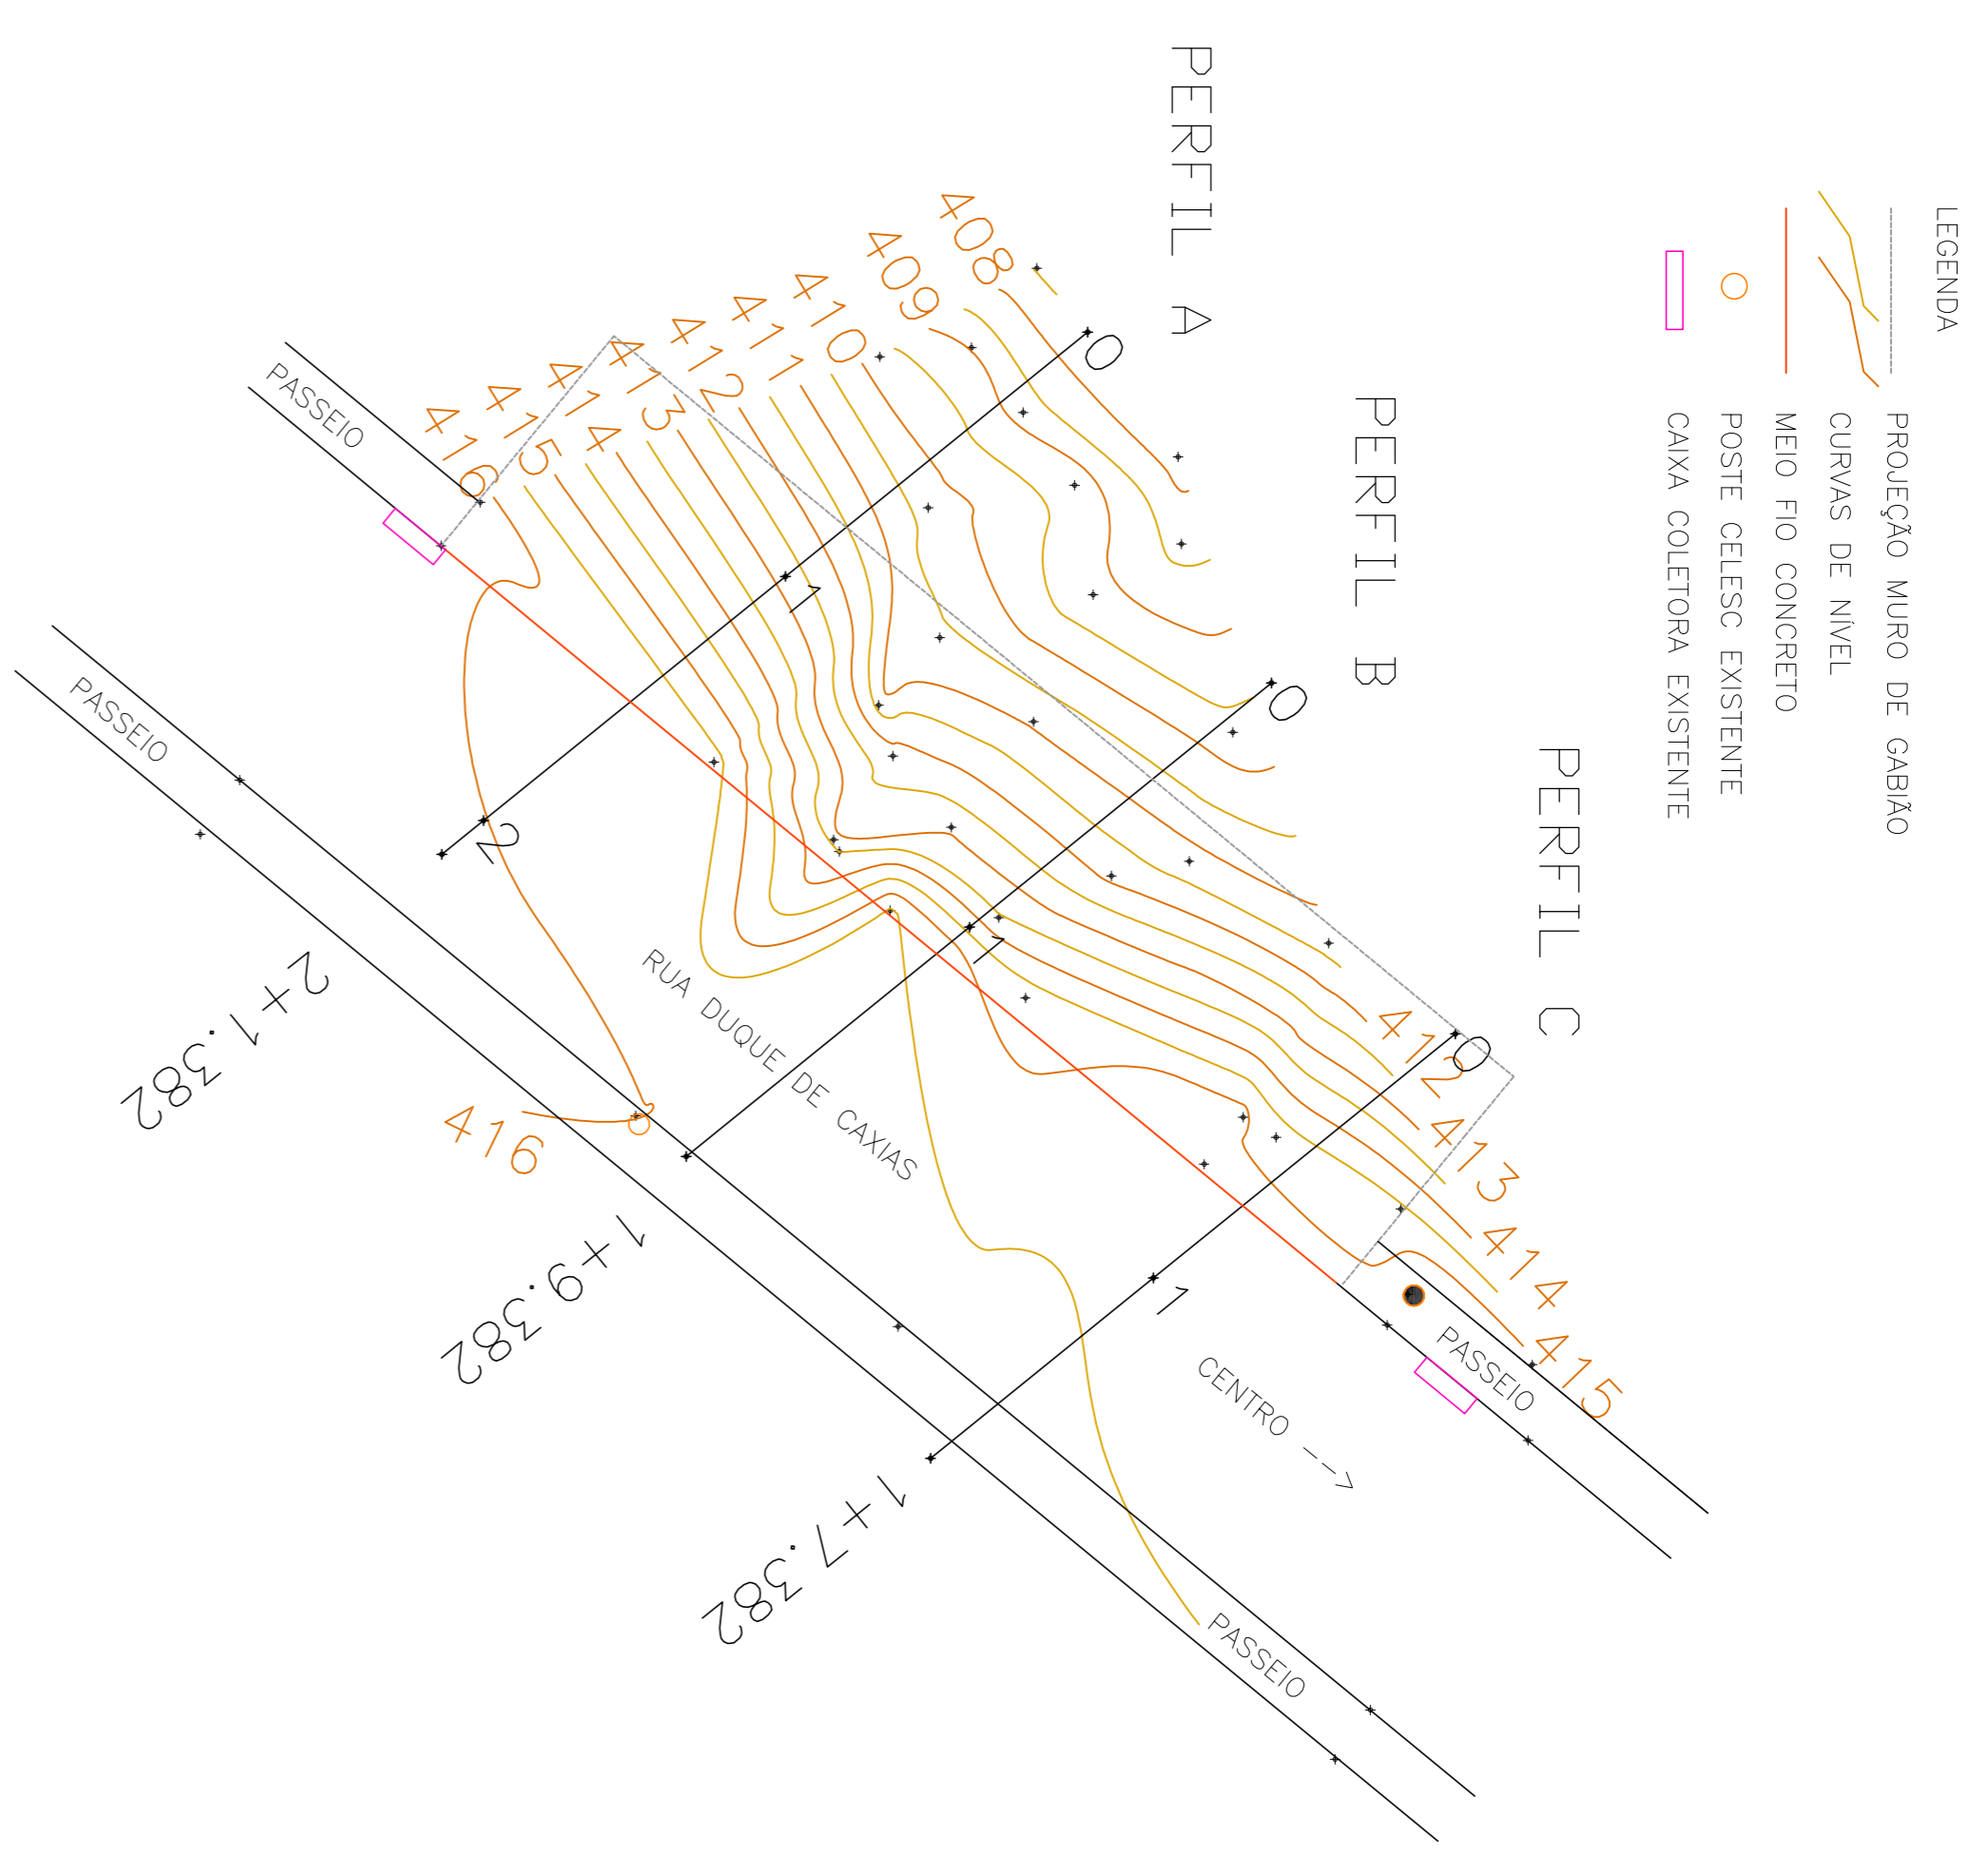 LEGENDA
PROJEÇÃO MURO DE GABIÃO
CURVAS DE NÍVEL
MEIO FIO CONCRETO
POSTE CELESC EXISTENTE
CAIXA COLETORA EXISTENTE
PERFIL A
PERFIL B
PERFIL C
408
409
410
411
412
413
414
415
416
0
1
2
0
1
0
1
412
413
414
415
416
PASSEIO
PASSEIO
PASSEIO
PASSEIO
RUA DUQUE DE CAXIAS
CENTRO -->
2+1.382
1+9.382
1+7.382